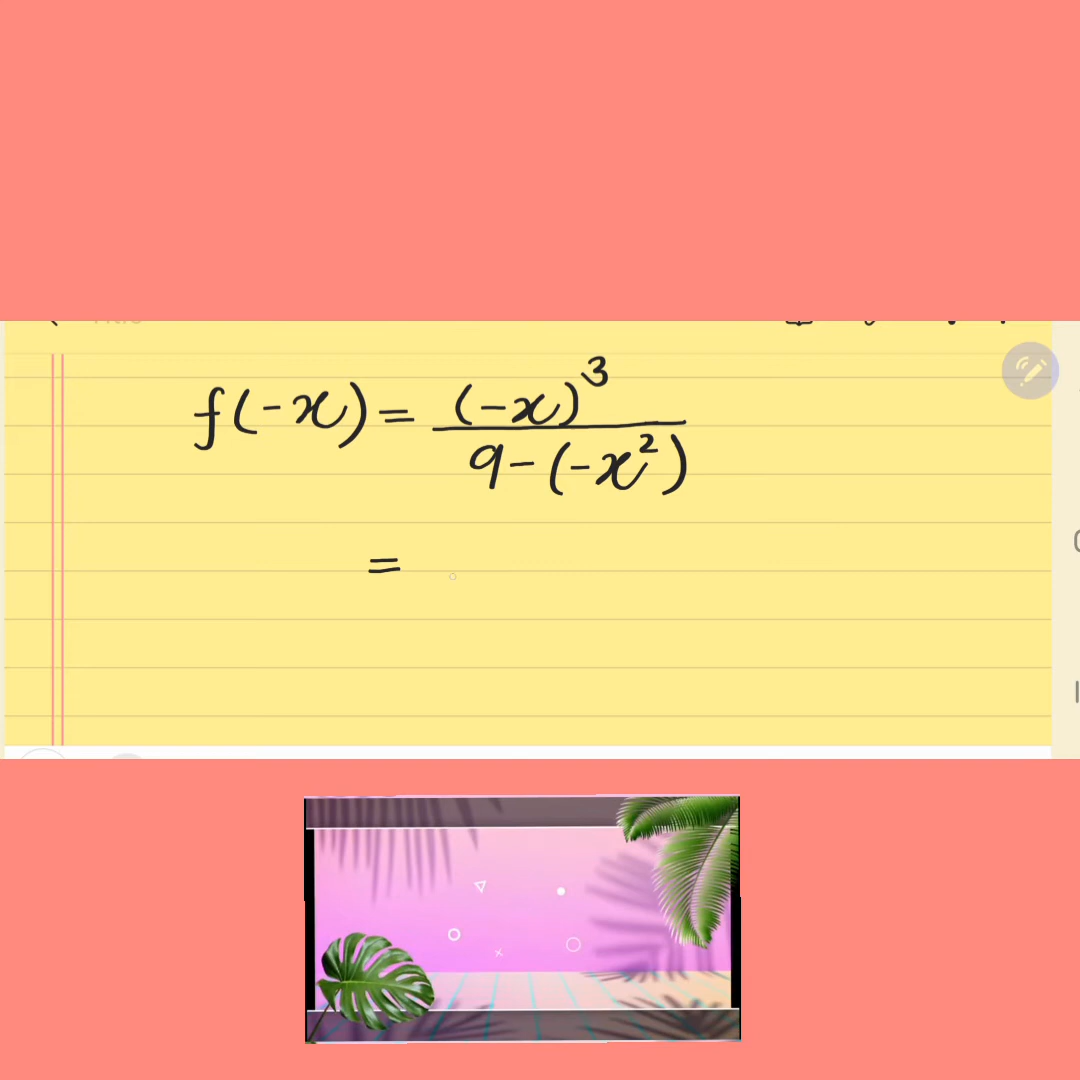 f(-x) = (-x)³ / 9-(-x²)
=